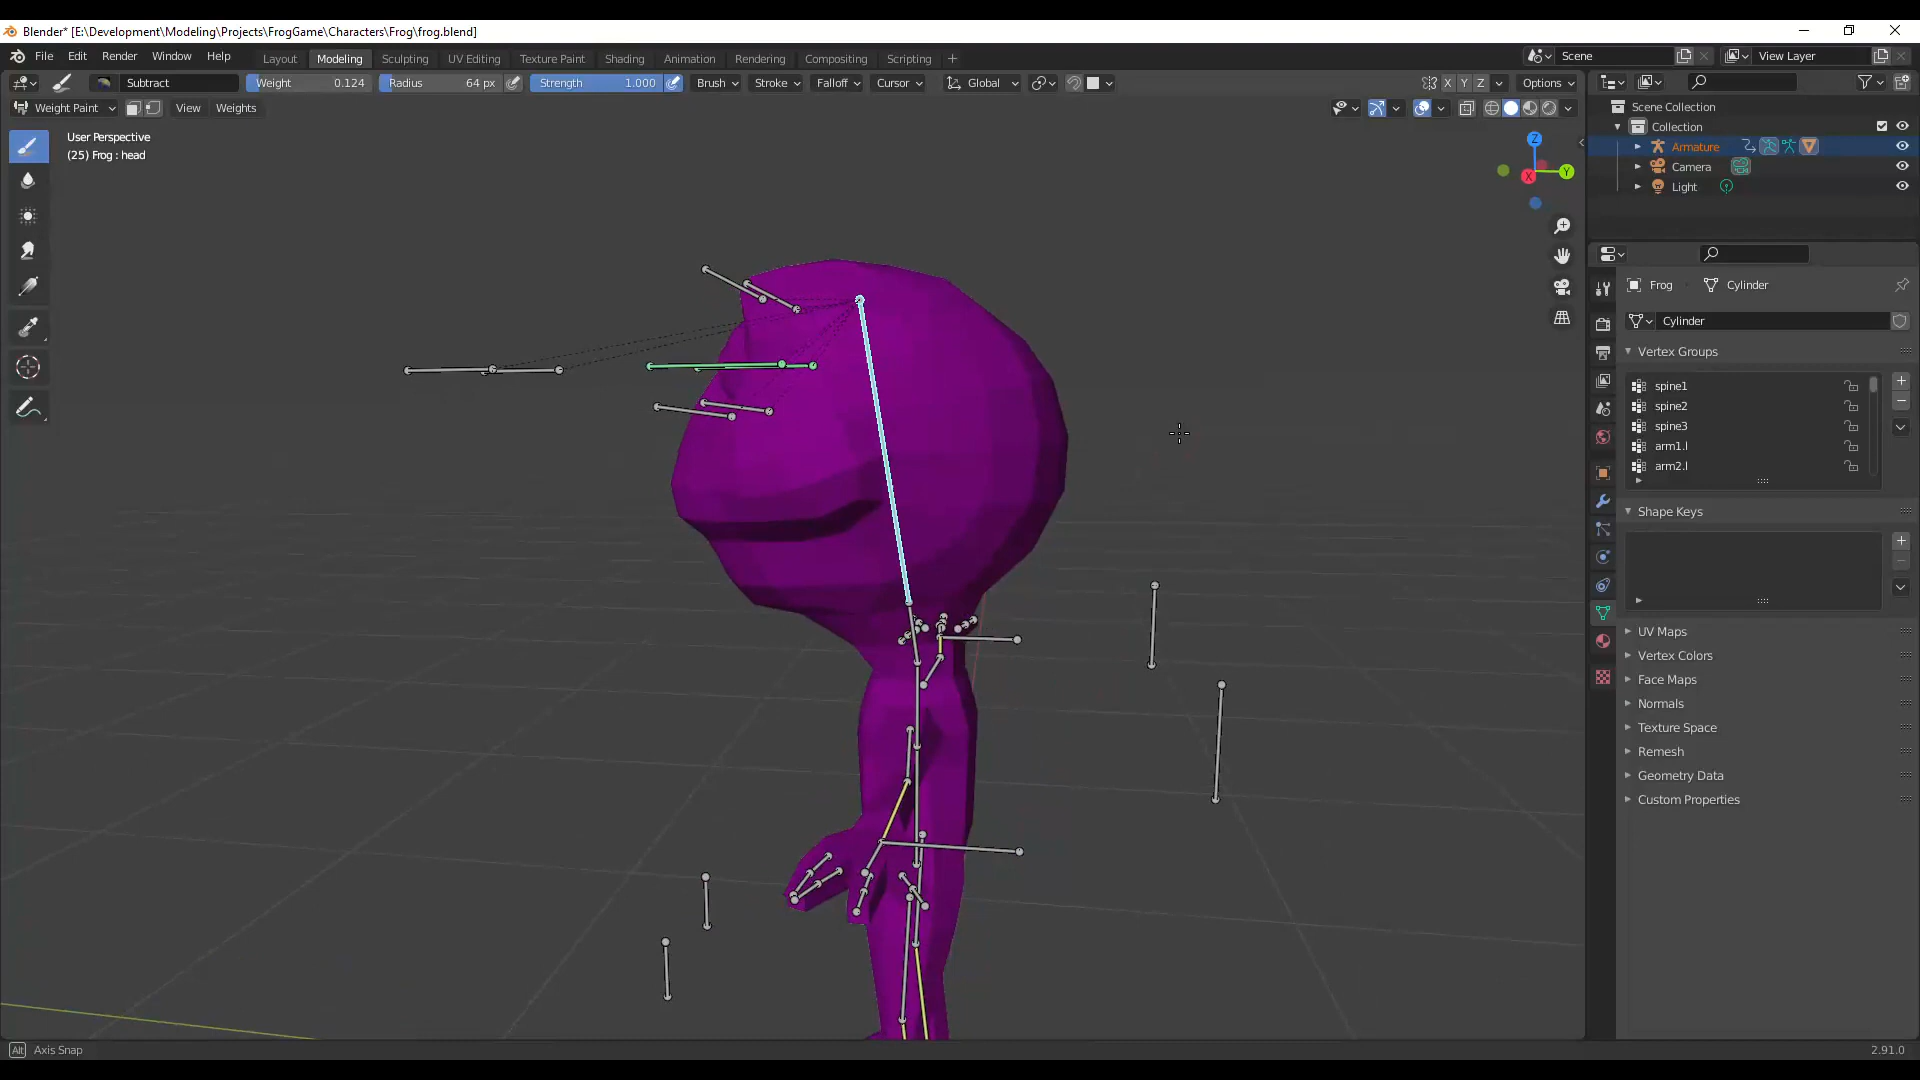 Blender* [E:\Development\Modeling\Projects\FrogGame\Characters\Frog\frog.blend]
File Edit Render Window Help Layout Modeling Sculpting UV Editing Texture Paint Shading Animation Rendering Compositing Scripting + Scene View Layer
Subtract Weight 0.124 Radius 64 px Strength 1.000 Brush Stroke Falloff Cursor Global X Y Z Options
Weight Paint View Weights
User Perspective
(25) Frog : head
Z
Y
X
Scene Collection
Collection
Armature
Camera
Light
Frog Cylinder
Cylinder
Vertex Groups
spine1
spine2
spine3
arm1.l
arm2.l
Shape Keys
UV Maps
Vertex Colors
Face Maps
Normals
Texture Space
Remesh
Geometry Data
Custom Properties
Alt Axis Snap 2.91.0